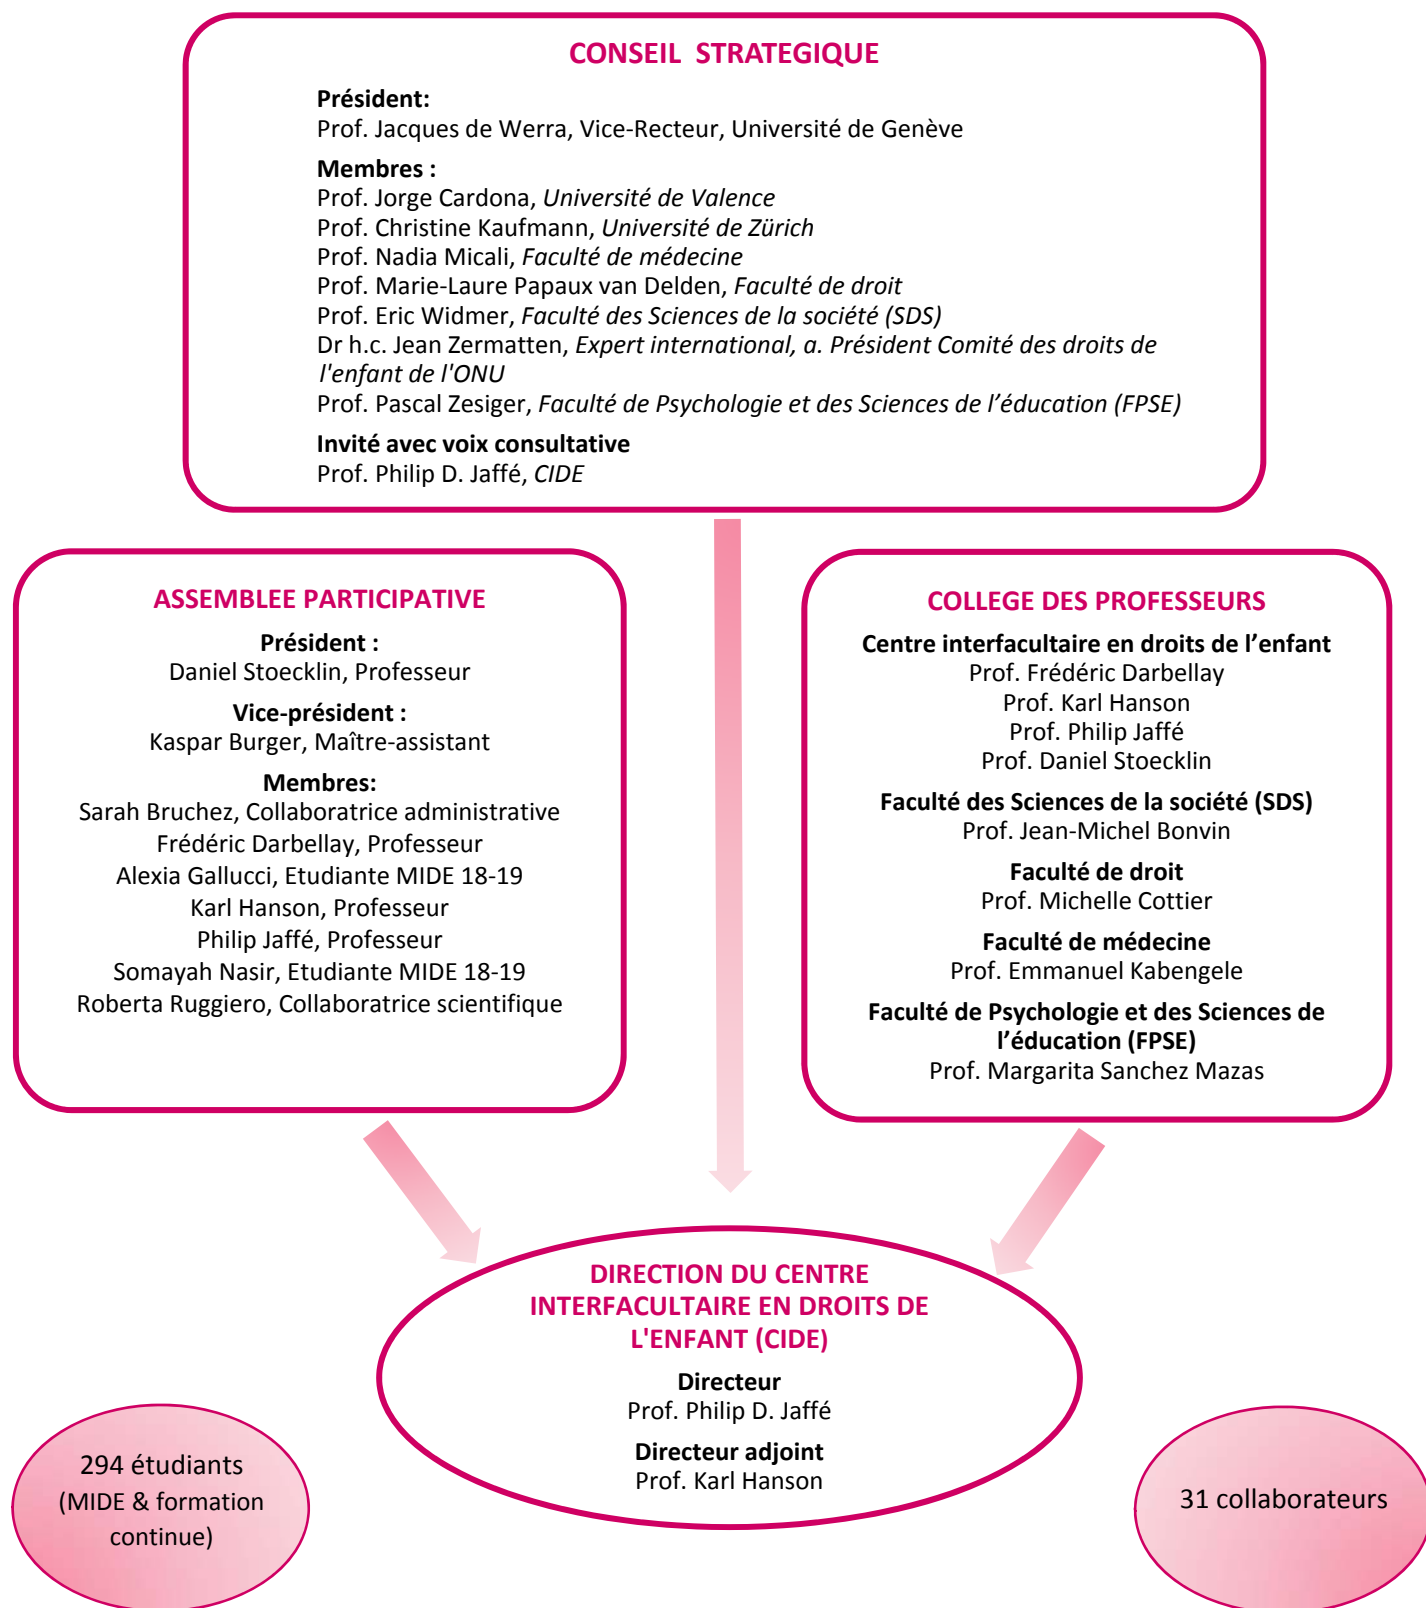 CONSEIL STRATEGIQUE
Président:
Prof. Jacques de Werra, Vice-Recteur, Université de Genève
Membres :
Prof. Jorge Cardona, Université de Valence
Prof. Christine Kaufmann, Université de Zürich
Prof. Nadia Micali, Faculté de médecine
Prof. Marie-Laure Papaux van Delden, Faculté de droit
Prof. Eric Widmer, Faculté des Sciences de la société (SDS)
Dr h.c. Jean Zermatten, Expert international, a. Président Comité des droits de
l'enfant de l'ONU
Prof. Pascal Zesiger, Faculté de Psychologie et des Sciences de l’éducation (FPSE)
Invité avec voix consultative
Prof. Philip D. Jaffé, CIDE
ASSEMBLEE PARTICIPATIVE
Président :
Daniel Stoecklin, Professeur
Vice-président :
Kaspar Burger, Maître-assistant
Membres:
Sarah Bruchez, Collaboratrice administrative
Frédéric Darbellay, Professeur
Alexia Gallucci, Etudiante MIDE 18-19
Karl Hanson, Professeur
Philip Jaffé, Professeur
Somayah Nasir, Etudiante MIDE 18-19
Roberta Ruggiero, Collaboratrice scientifique
COLLEGE DES PROFESSEURS
Centre interfacultaire en droits de l’enfant
Prof. Frédéric Darbellay
Prof. Karl Hanson
Prof. Philip Jaffé
Prof. Daniel Stoecklin
Faculté des Sciences de la société (SDS)
Prof. Jean-Michel Bonvin
Faculté de droit
Prof. Michelle Cottier
Faculté de médecine
Prof. Emmanuel Kabengele
Faculté de Psychologie et des Sciences de
l’éducation (FPSE)
Prof. Margarita Sanchez Mazas
DIRECTION DU CENTRE
INTERFACULTAIRE EN DROITS DE
L'ENFANT (CIDE)
Directeur
Prof. Philip D. Jaffé
Directeur adjoint
Prof. Karl Hanson
294 étudiants
(MIDE & formation
continue)
31 collaborateurs